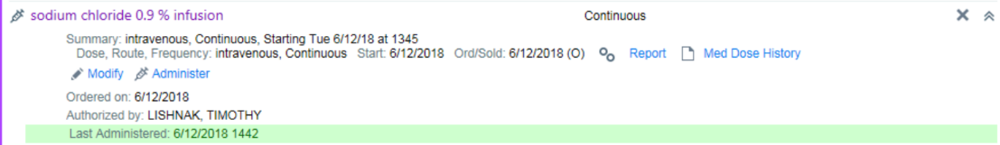 sodium chloride 0.9 % infusion Continuous
Summary: intravenous, Continuous, Starting Tue 6/12/18 at 1345
Dose, Route, Frequency: intravenous, Continuous Start: 6/12/2018 Ord/Sold: 6/12/2018 (O) Report Med Dose History
Modify Administer
Ordered on: 6/12/2018
Authorized by: LISHNAK, TIMOTHY
Last Administered: 6/12/2018 1442